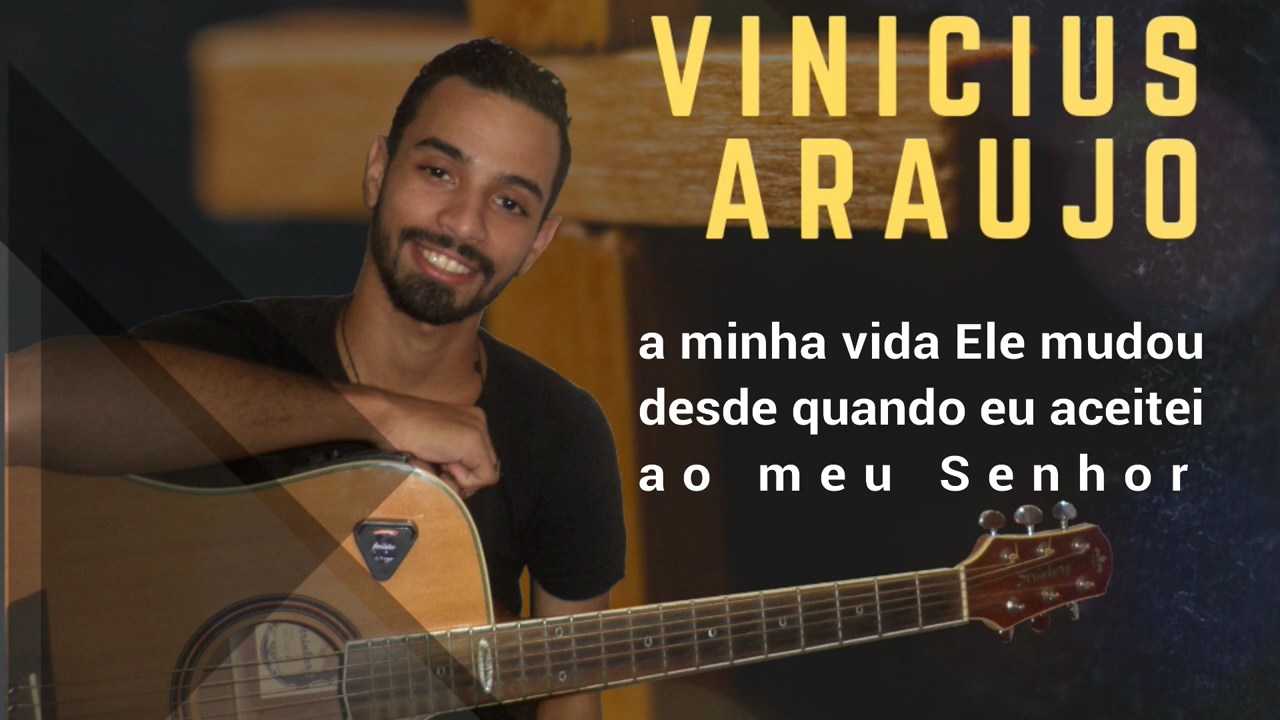 VINICIUS
ARAUJO
a minha vida Ele mudou
desde quando eu aceitei
ao meu Senhor